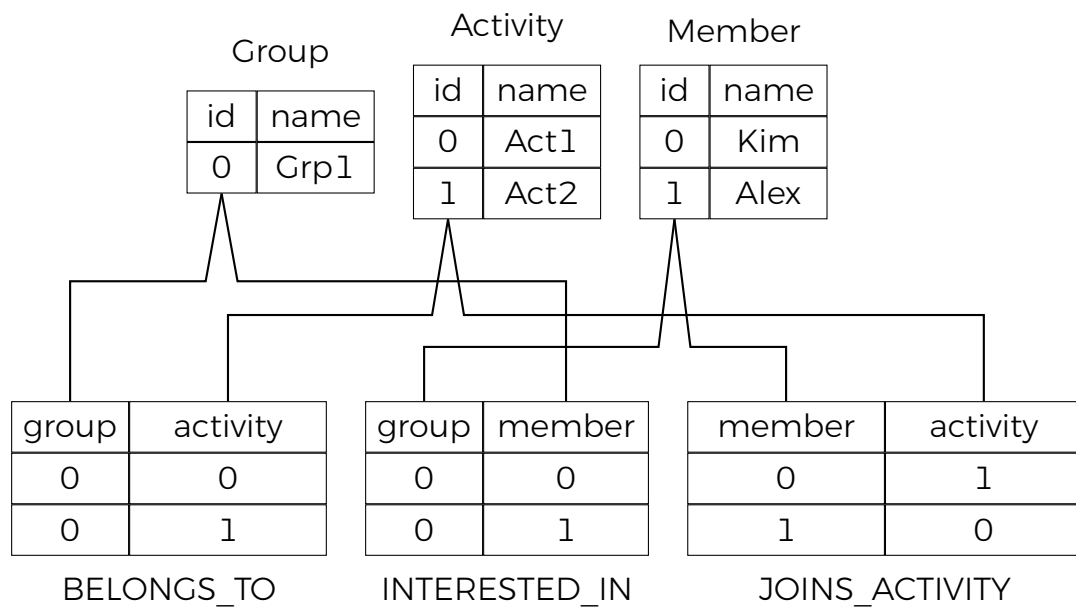 Group
id name
0 Grp1
Activity
id name
0 Act1
1 Act2
Member
id name
0 Kim
1 Alex
group activity
0 0
0 1
BELONGS_TO
group member
0 0
0 1
INTERESTED_IN
member activity
0 1
1 0
JOINS_ACTIVITY